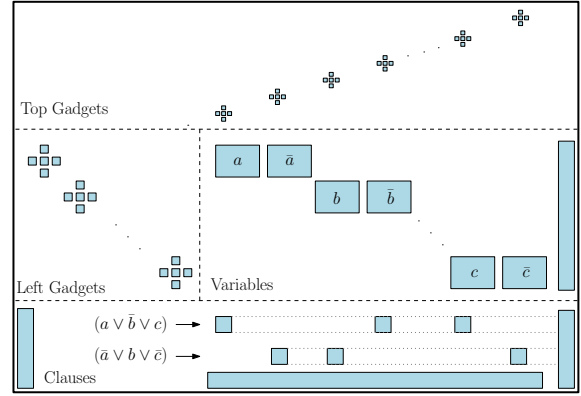 Top Gadgets
a ā
b b̄
c c̄
Left Gadgets
Variables
(a ∨ b̄ ∨ c)
(ā ∨ b ∨ c̄)
Clauses